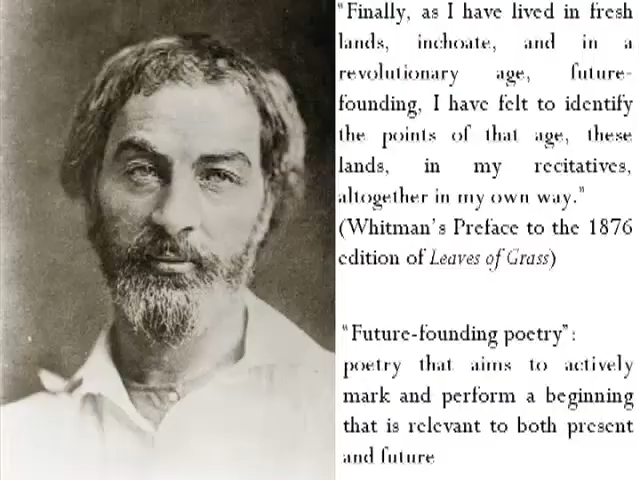 “Finally, as I have lived in fresh
lands, inchoate, and in a
revolutionary age, future-
founding, I have felt to identify
the points of that age, these
lands, in my recitatives,
altogether in my own way.”
(Whitman’s Preface to the 1876
edition of Leaves of Grass)
“Future-founding poetry”:
poetry that aims to actively
mark and perform a beginning
that is relevant to both present
and future